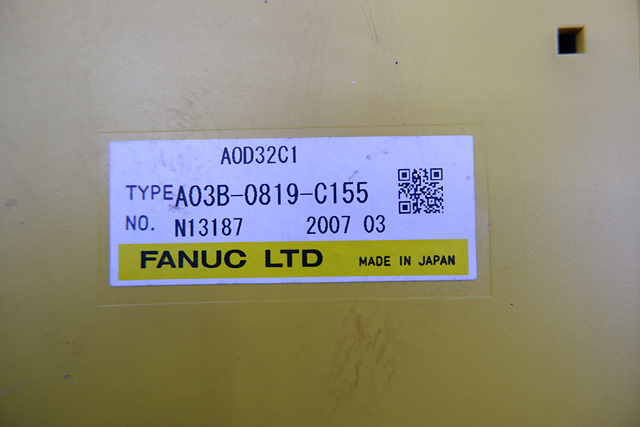 AOD32C1
TYPE A03B-0819-C155
NO. N13187 2007 03
FANUC LTD MADE IN JAPAN